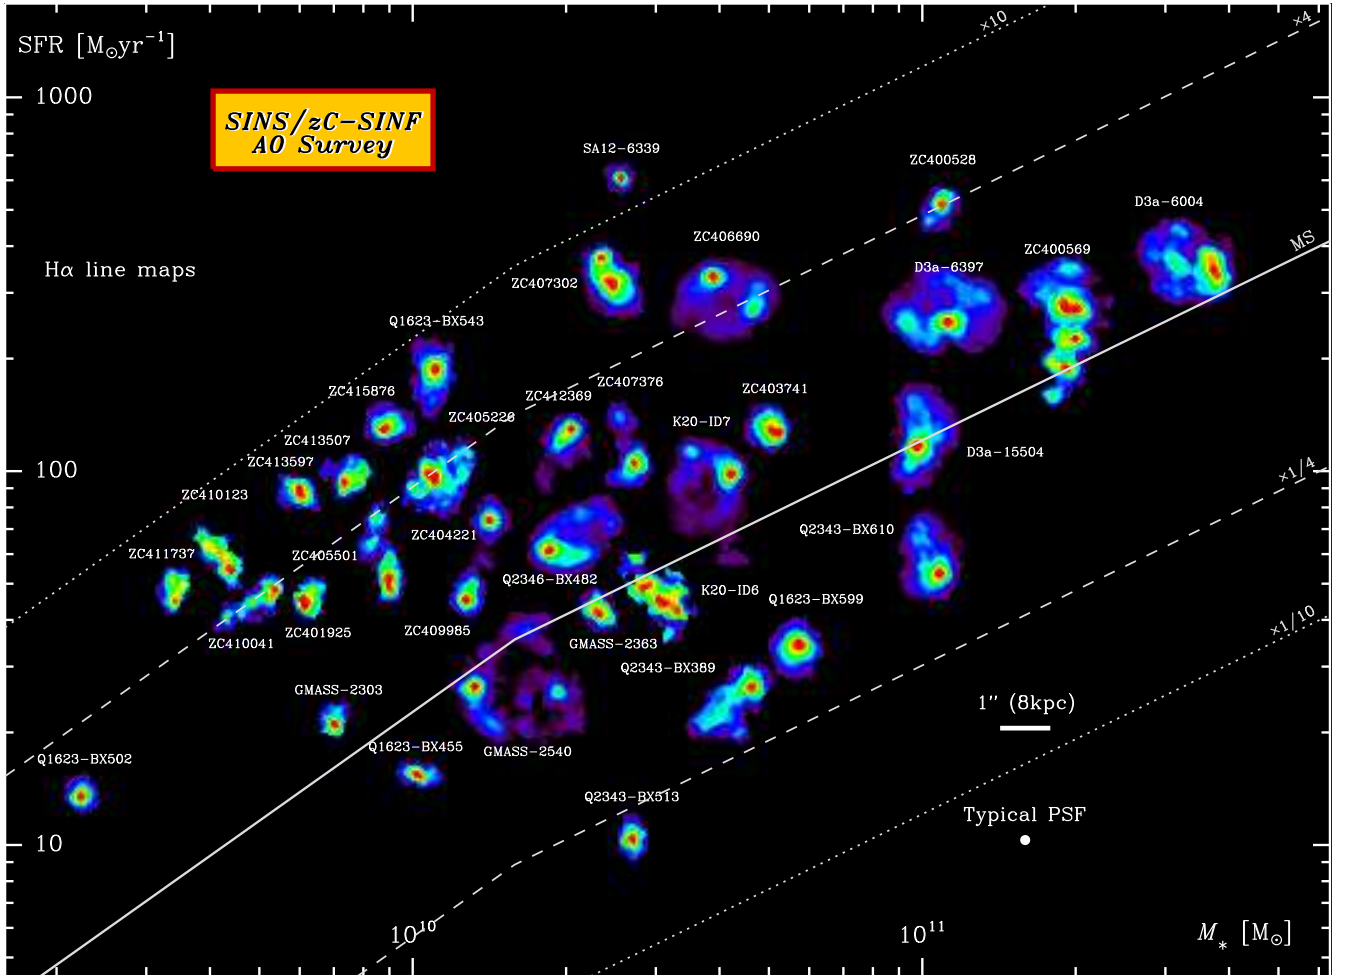 SFR [M☉yr⁻¹]
×10
×4
1000
SINS/zC-SINF
AO Survey
SA12-6339
ZC400528
D3a-6004
ZC406690
ZC400569
MS
Hα line maps
ZC407302
D3a-6397
Q1623-BX543
ZC415876
ZC412369
ZC407376
ZC403741
ZC405226
K20-ID7
ZC413507
D3a-15504
ZC413597
100
×1/4
ZC410123
ZC404221
Q2343-BX610
ZC411737
ZC405501
Q2346-BX482
K20-ID6
Q1623-BX599
×1/10
ZC401925
ZC409985
ZC410041
GMASS-2363
Q2343-BX389
GMASS-2303
1'' (8kpc)
Q1623-BX455
GMASS-2540
Q1623-BX502
Q2343-BX513
Typical PSF
10
10¹⁰
10¹¹
M* [M☉]